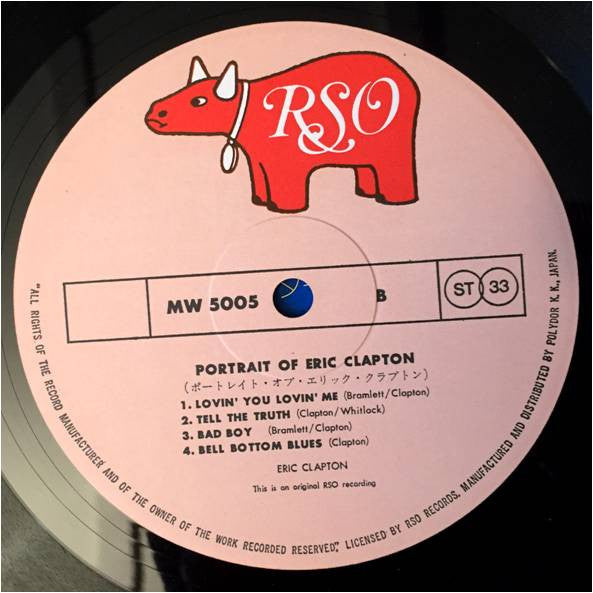 RSO
MW 5005 B ST 33
PORTRAIT OF ERIC CLAPTON
(ポートレイト・オブ・エリック・クラプトン)
1. LOVIN' YOU LOVIN' ME (Bramlett/Clapton)
2. TELL THE TRUTH (Clapton/Whitlock)
3. BAD BOY (Bramlett/Clapton)
4. BELL BOTTOM BLUES (Clapton)
ERIC CLAPTON
This is an original RSO recording
"ALL RIGHTS OF THE RECORD MANUFACTURER AND OF THE OWNER OF THE WORK RECORDED RESERVED." LICENSED BY RSO RECORDS. MANUFACTURED AND DISTRIBUTED BY POLYDOR K. K., JAPAN.